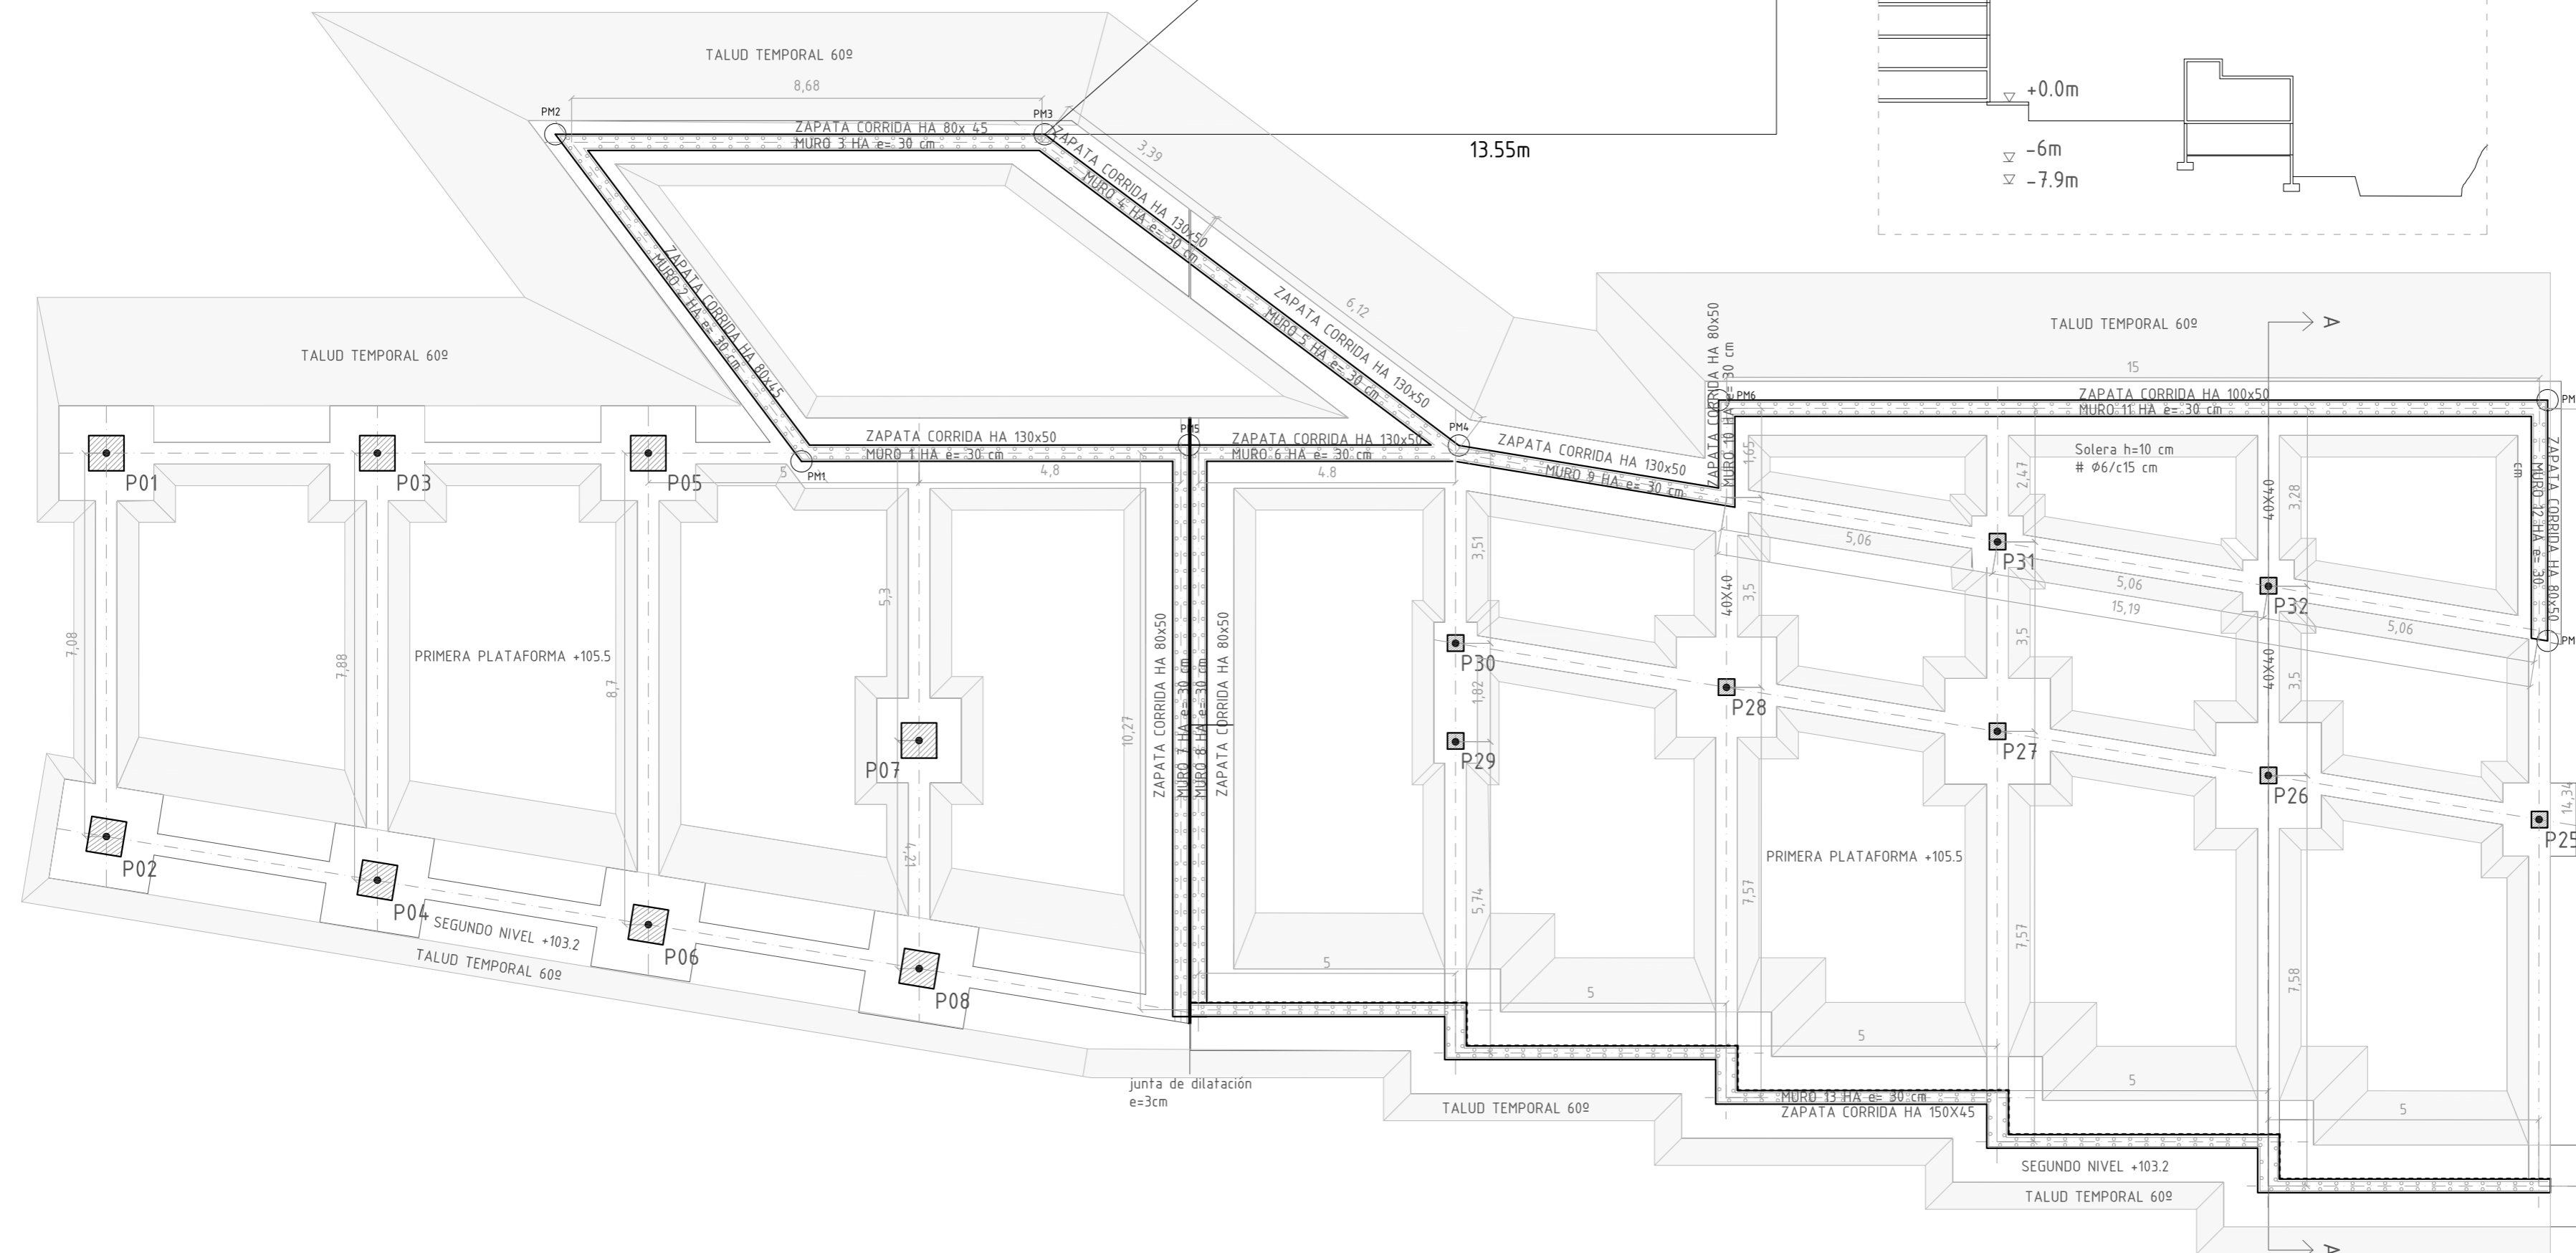 TALUD TEMPORAL 60º
8,68
PM2
PM3
ZAPATA CORRIDA HA 80x 45
MURO 3 HA e= 30 cm
3,39
ZAPATA CORRIDA HA 130x50
MURO 4 HA e= 30 cm
13.55m
+0.0m
-6m
-7.9m
ZAPATA CORRIDA HA 80x45
MURO 2 HA e= 30 cm
6,12
ZAPATA CORRIDA HA 130x50
MURO 5 HA e= 30 cm
TALUD TEMPORAL 60º
TALUD TEMPORAL 60º
A
15
ZAPATA CORRIDA HA 80x50
MURO 10 HA e= 30 cm
PM6
ZAPATA CORRIDA HA 100x50
MURO 11 HA e= 30 cm
PM
PM5
PM4
ZAPATA CORRIDA HA 130x50
MURO 1 HA e= 30 cm
ZAPATA CORRIDA HA 130x50
MURO 6 HA e= 30 cm
ZAPATA CORRIDA HA 130x50
MURO 9 HA e= 30 cm
1,65
Solera h=10 cm
# Ø6/c15 cm
P01
P03
P05
5
PM1
4,8
4.8
2,47
40X40
3,28
MURO 12 HA e= 30 cm
ZAPATA CORRIDA HA 80x50
3,51
5,06
P31
5,06
P32
15,19
5,06
PM
7,08
7,88
PRIMERA PLATAFORMA +105.5
8,7
5,3
40X40
3,5
3,5
40X40
3,5
P30
1,82
P28
P29
P27
P26
P25
14,34
P07
10,27
ZAPATA CORRIDA HA 80x50
MURO 7 HA e= 30 cm
MURO 8 HA e= 30 cm
ZAPATA CORRIDA HA 80x50
PRIMERA PLATAFORMA +105.5
P02
4,21
5,74
7,57
7,57
7,58
P04
SEGUNDO NIVEL +103.2
P06
TALUD TEMPORAL 60º
P08
5
5
5
5
5
junta de dilatación
e=3cm
TALUD TEMPORAL 60º
MURO 13 HA e= 30 cm
ZAPATA CORRIDA HA 150X45
SEGUNDO NIVEL +103.2
TALUD TEMPORAL 60º
A